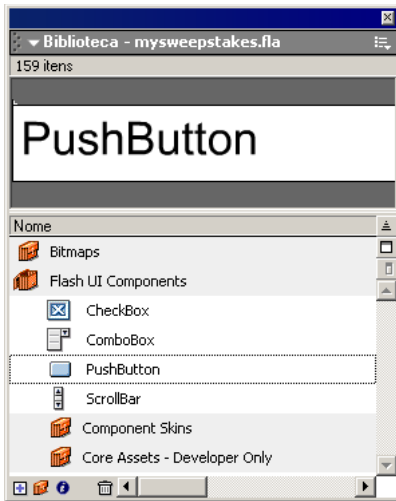 Biblioteca - mysweepstakes.fla
159 itens
PushButton
Nome
Bitmaps
Flash UI Components
CheckBox
ComboBox
PushButton
ScrollBar
Component Skins
Core Assets - Developer Only